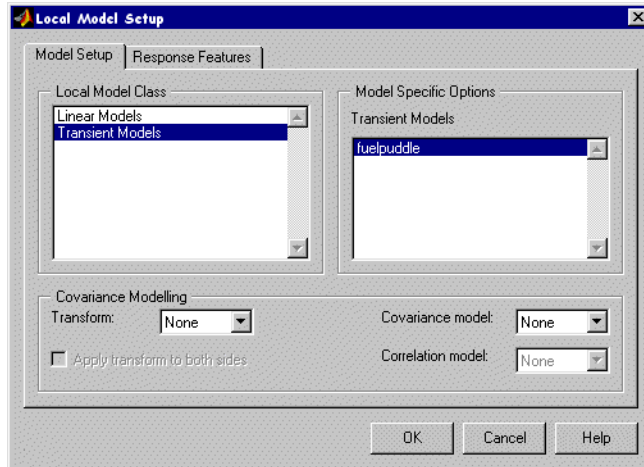 Local Model Setup
Model Setup
Response Features
Local Model Class
Linear Models
Transient Models
Model Specific Options
Transient Models
fuelpuddle
Covariance Modelling
Transform:
None
Apply transform to both sides
Covariance model:
None
Correlation model:
None
OK
Cancel
Help